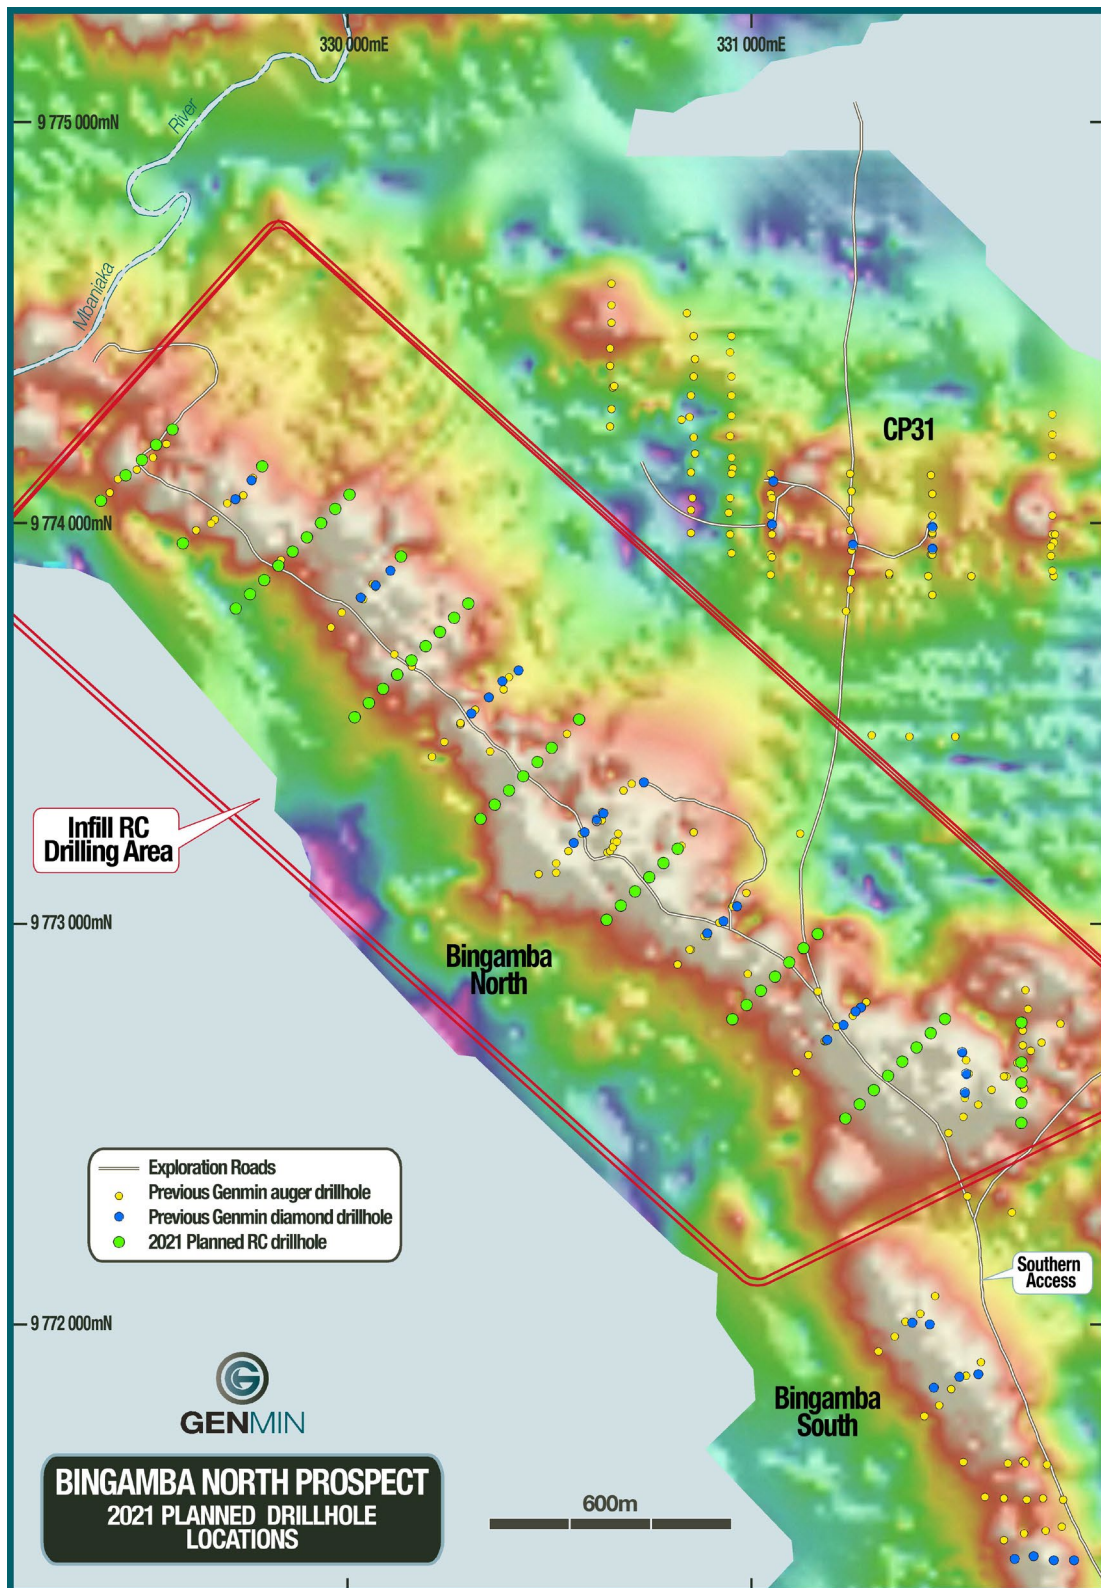 330 000mE
331 000mE
9 775 000mN
River
Mbaniaka
CP31
9 774 000mN
Infill RC
Drilling Area
9 773 000mN
Bingamba
North
Exploration Roads
Previous Genmin auger drillhole
Previous Genmin diamond drillhole
2021 Planned RC drillhole
Southern
Access
9 772 000mN
GENMIN
Bingamba
South
BINGAMBA NORTH PROSPECT
2021 PLANNED DRILLHOLE
LOCATIONS
600m